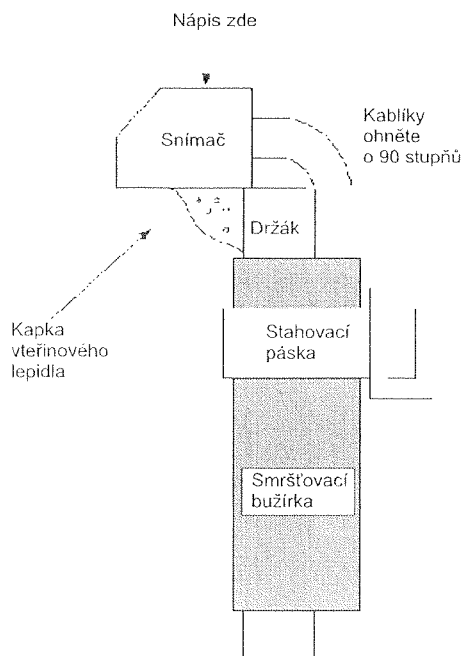 Nápis zde
Snímač
Kablíky
ohněte
o 90 stupňů
Držák
Kapka
vteřinového
lepidla
Stahovací
páska
Smršťovací
bužírka